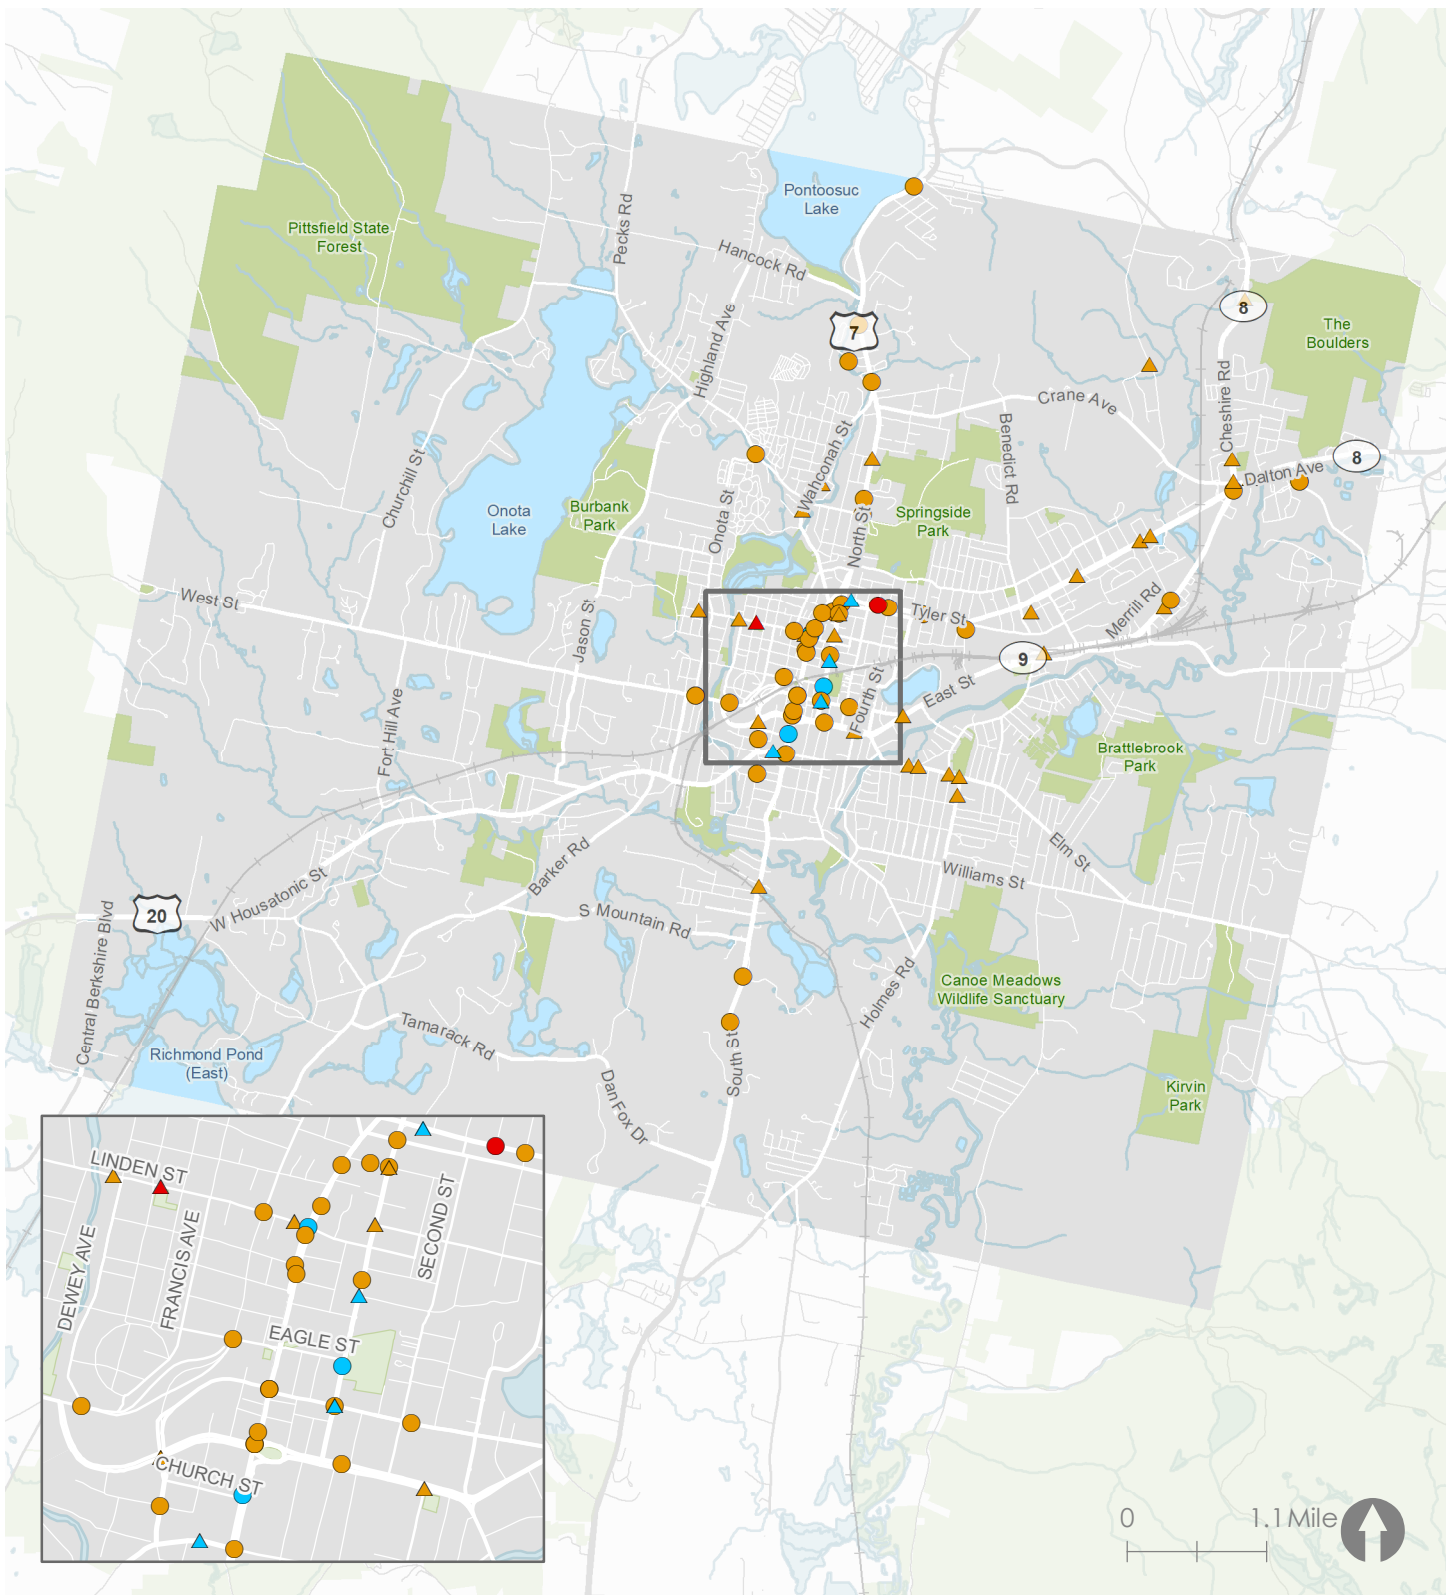 Pontoosuc
Lake
Pittsfield State
Forest
Pecks Rd
Hancock Rd
8
7
The
Boulders
Highland Ave
Cheshire Rd
Crane Ave
Benedict Rd
Wahconah St
8
Dalton Ave
Churchill St
Onota
Lake
Burbank
Park
Onota St
North St
Springside
Park
West St
Jason St
Tyler St
Merrill Rd
9
Fourth St
East St
Fort Hill Ave
Brattlebrook
Park
Elm St
Barker Rd
Williams St
W Housatonic St
20
S Mountain Rd
Central Berkshire Blvd
Canoe Meadows
Wildlife Sanctuary
Holmes Rd
Tamarack Rd
Richmond Pond
(East)
South St
Dan Fox Dr
Kirvin
Park
LINDEN ST
SECOND ST
DEWEY AVE
FRANCIS AVE
EAGLE ST
CHURCH ST
0 1.1 Mile